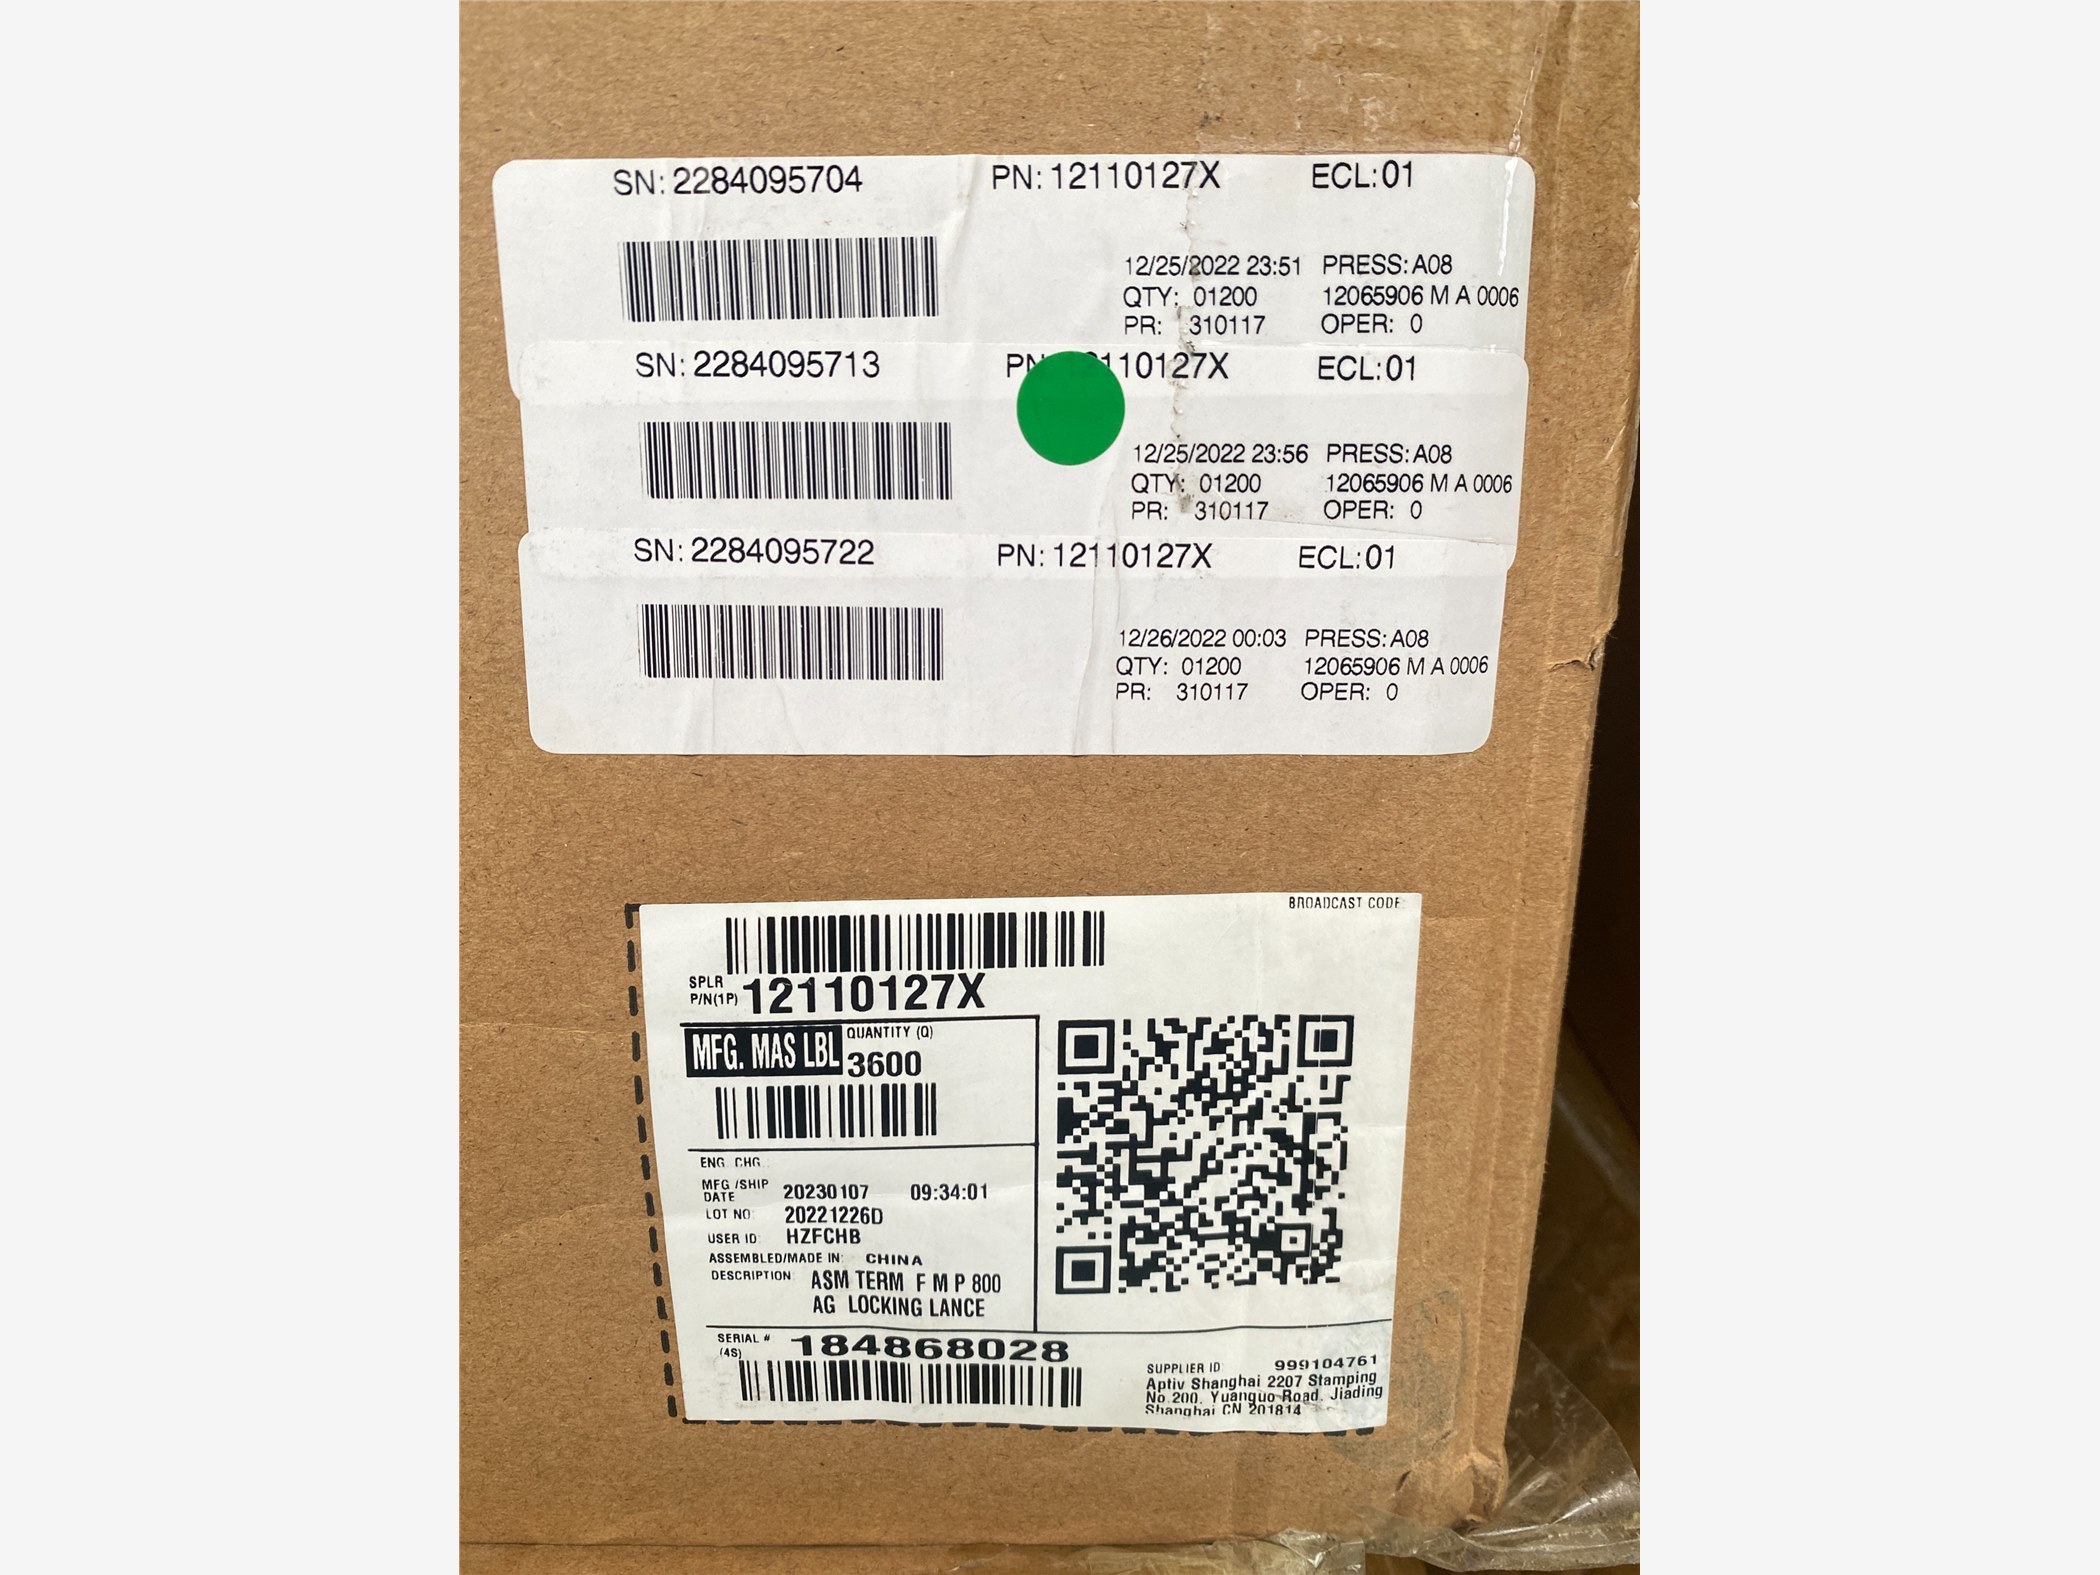 SN: 2284095704 PN: 12110127X ECL: 01
12/25/2022 23:51 PRESS: A08
QTY: 01200 12065906 M A 0006
PR: 310117 OPER: 0
SN: 2284095713 PN 110127X ECL: 01
12/25/2022 23:56 PRESS: A08
QTY: 01200 12065906 M A 0006
PR: 310117 OPER: 0
SN: 2284095722 PN: 12110127X ECL: 01
12/26/2022 00:03 PRESS: A08
QTY: 01200 12065906 M A 0006
PR: 310117 OPER: 0
BROADCAST CODE:
SPLR
P/N(1P) 12110127X
MFG. MAS LBL QUANTITY (Q)
3600
ENG CHG:
MFG /SHIP
DATE 20230107 09:34:01
LOT NO: 20221226D
USER ID: HZFCHB
ASSEMBLED/MADE IN: CHINA
DESCRIPTION: ASM TERM F M P 800
AG LOCKING LANCE
SERIAL #
(4S) 184868028
SUPPLIER ID 999104761
Aptiv Shanghai 2207 Stamping
No.200, Yuanguo Road, Jiading
Shanghai CN 201814